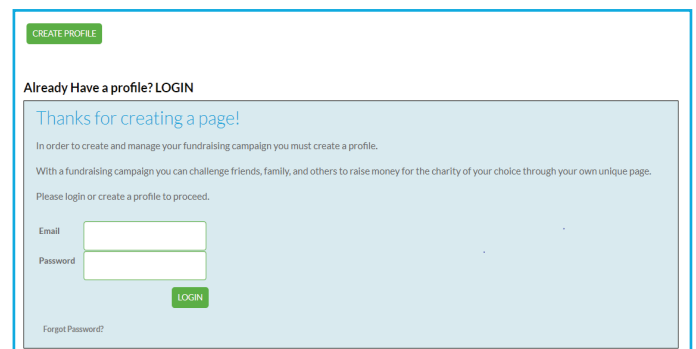 CREATE PROFILE
Already Have a profile? LOGIN
Thanks for creating a page!
In order to create and manage your fundraising campaign you must create a profile.
With a fundraising campaign you can challenge friends, family, and others to raise money for the charity of your choice through your own unique page.
Please login or create a profile to proceed.
Email
Password
LOGIN
Forgot Password?